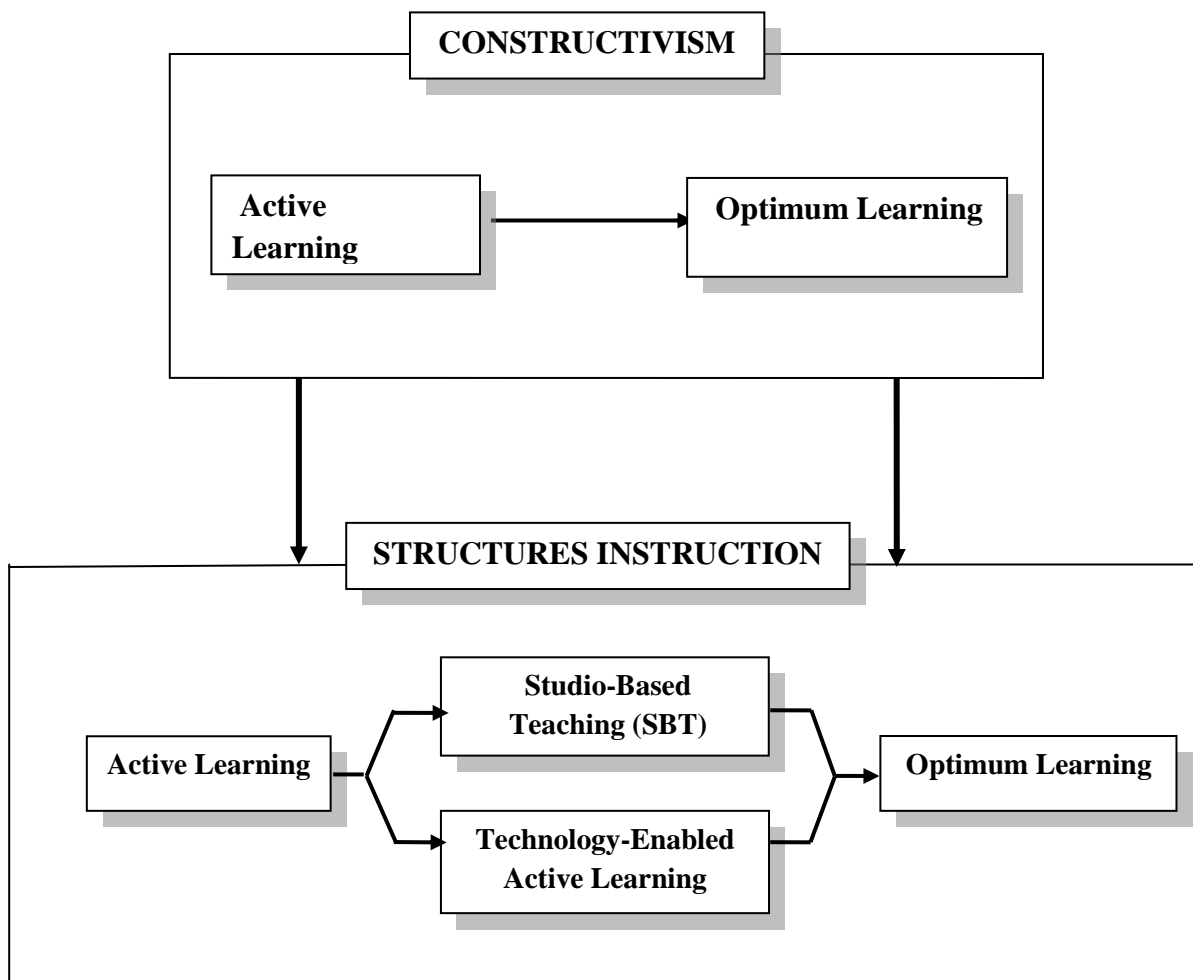 CONSTRUCTIVISM
Active
Learning
Optimum Learning
STRUCTURES INSTRUCTION
Studio-Based
Teaching (SBT)
Active Learning
Optimum Learning
Technology-Enabled
Active Learning